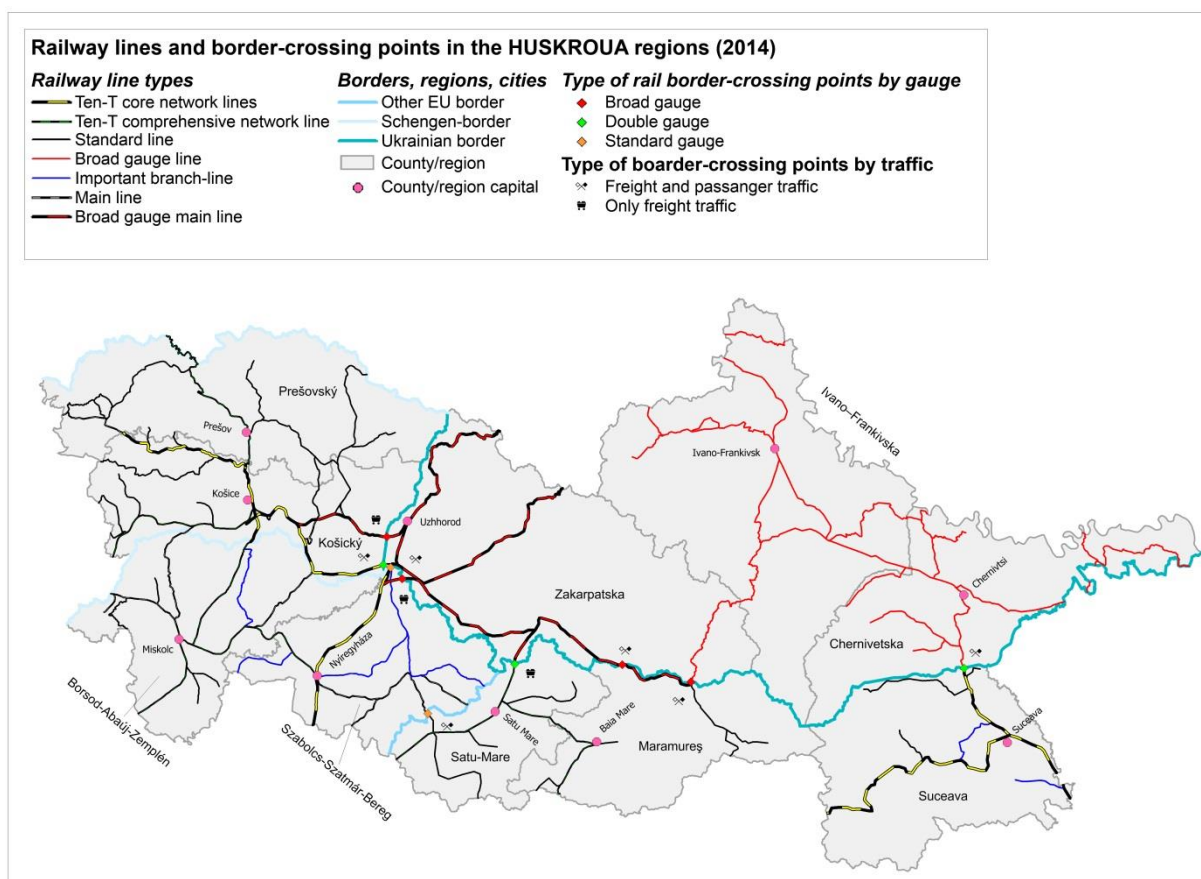 Railway lines and border-crossing points in the HUSKROUA regions (2014)
Railway line types
Ten-T core network lines
Ten-T comprehensive network line
Standard line
Broad gauge line
Important branch-line
Main line
Broad gauge main line
Borders, regions, cities
Other EU border
Schengen-border
Ukrainian border
County/region
County/region capital
Type of rail border-crossing points by gauge
Broad gauge
Double gauge
Standard gauge
Type of boarder-crossing points by traffic
Freight and passanger traffic
Only freight traffic
Prešovský
Prešov
Ivano–Frankivska
Ivano-Frankivsk
Košice
Košický
Uzhhorod
Zakarpatska
Chernivtsi
Chernivetska
Miskolc
Nyíregyháza
Borsod-Abaúj-Zemplén
Szabolcs-Szatmár-Bereg
Satu Mare
Satu-Mare
Baia Mare
Maramureş
Suceava
Suceava